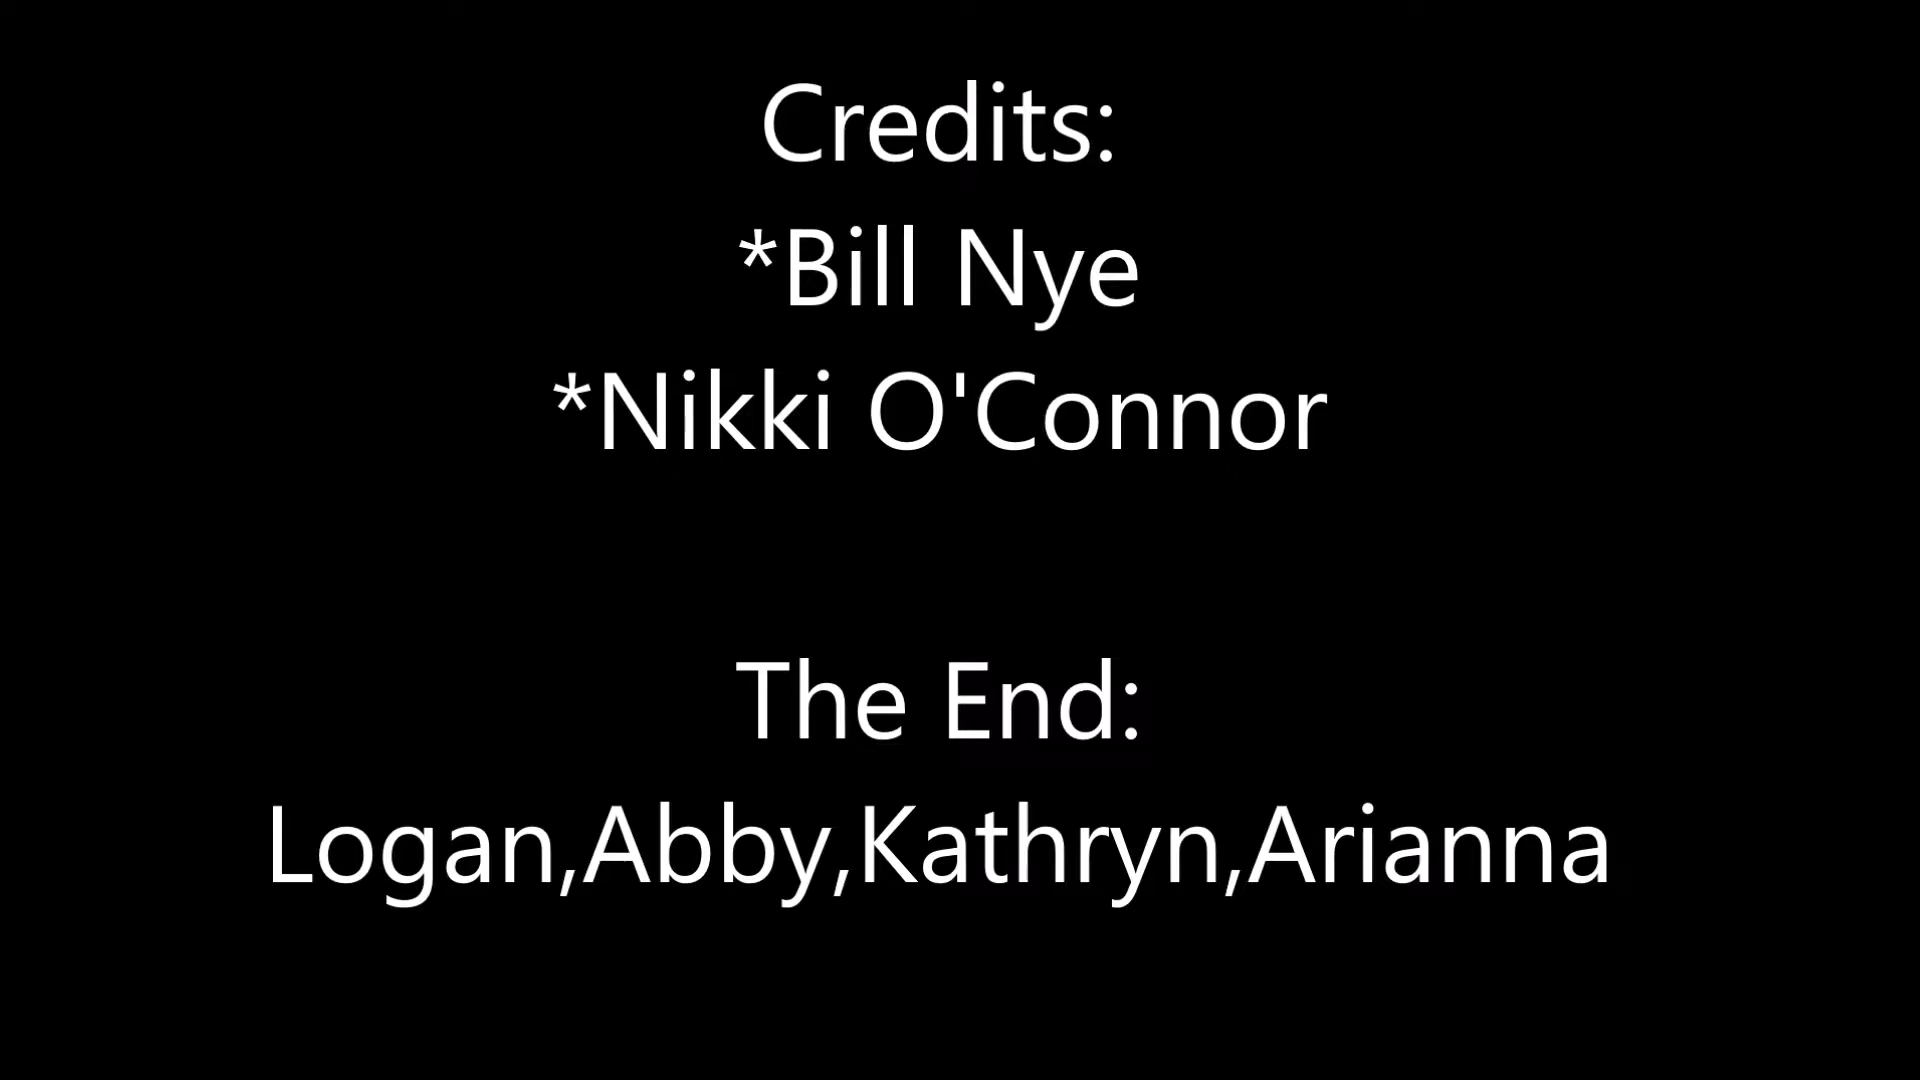 Credits:
*Bill Nye
*Nikki O'Connor
The End:
Logan,Abby,Kathryn,Arianna